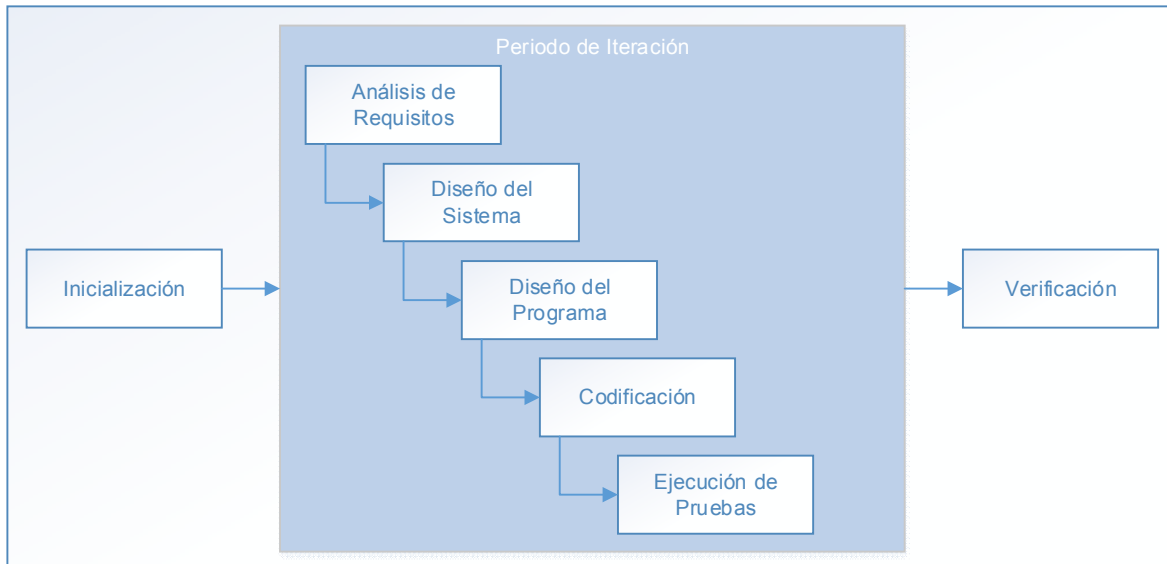 Periodo de Iteración
Análisis de
Requisitos
Diseño del
Sistema
Inicialización
Diseño del
Programa
Verificación
Codificación
Ejecución de
Pruebas